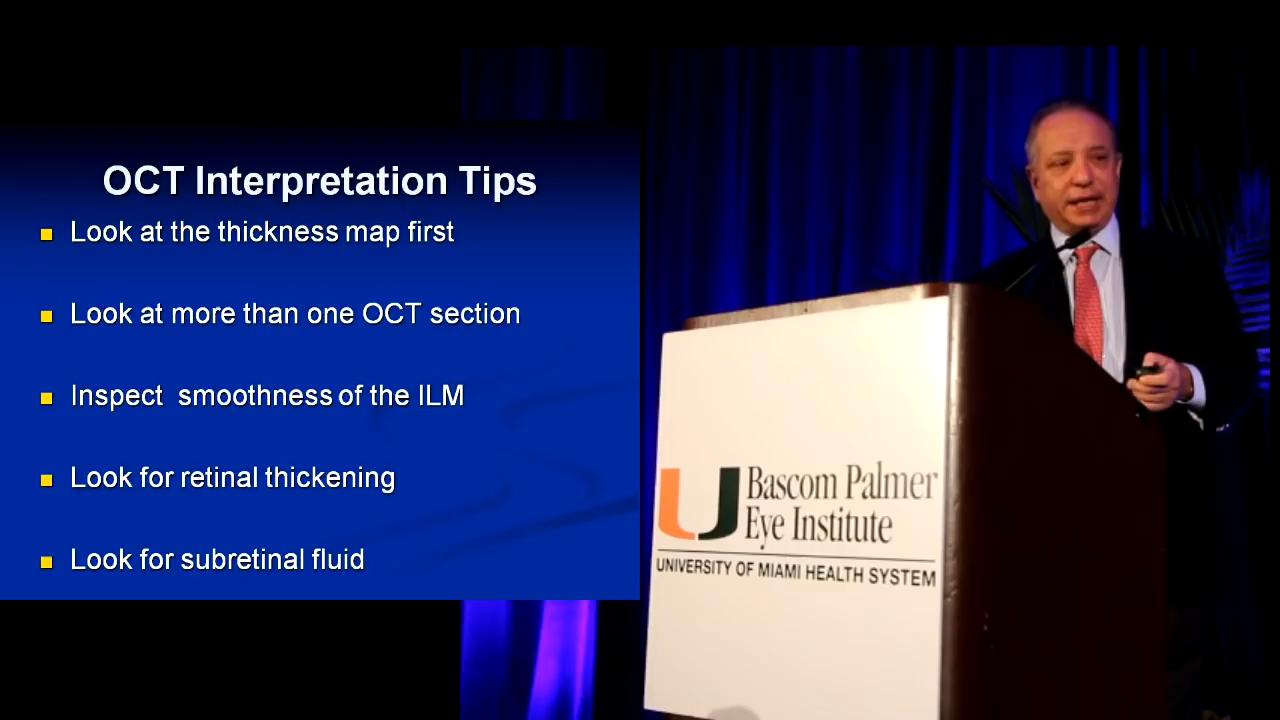 OCT Interpretation Tips
Look at the thickness map first
Look at more than one OCT section
Inspect smoothness of the ILM
Look for retinal thickening
Look for subretinal fluid
U Bascom Palmer
Eye Institute
UNIVERSITY OF MIAMI HEALTH SYSTEM